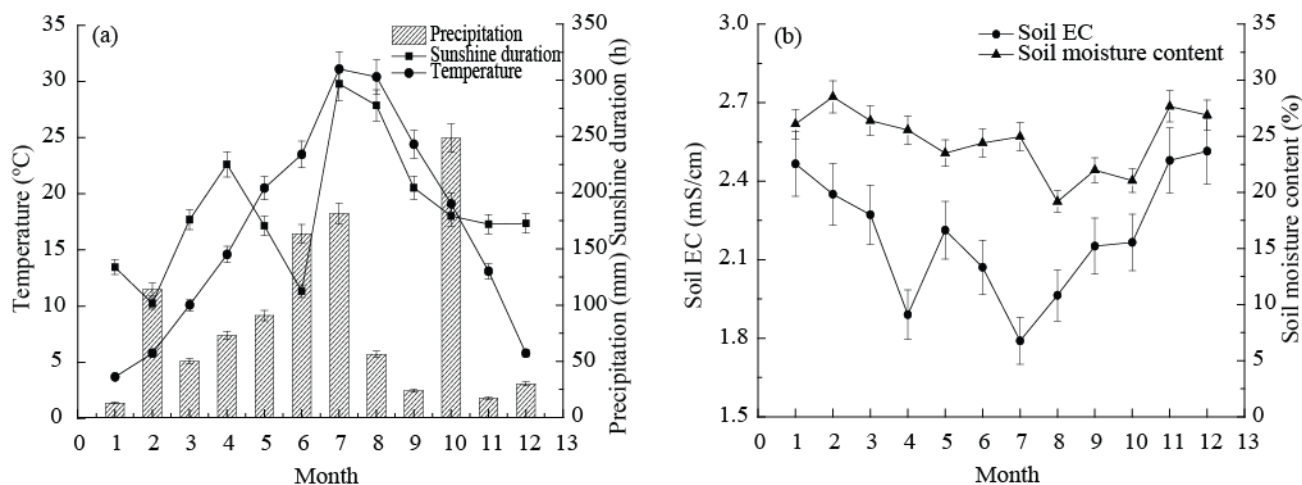 (a)
Precipitation
Sunshine duration
Temperature
35
30
25
20
15
10
5
0
Temperature (ºC)
350
300
250
200
150
100
50
0
Precipitation (mm) Sunshine duration (h)
0 1 2 3 4 5 6 7 8 9 10 11 12 13
Month
(b)
Soil EC
Soil moisture content
3.0
2.7
2.4
2.1
1.8
1.5
Soil EC (mS/cm)
35
30
25
20
15
10
5
0
Soil moisture content (%)
0 1 2 3 4 5 6 7 8 9 10 11 12 13
Month